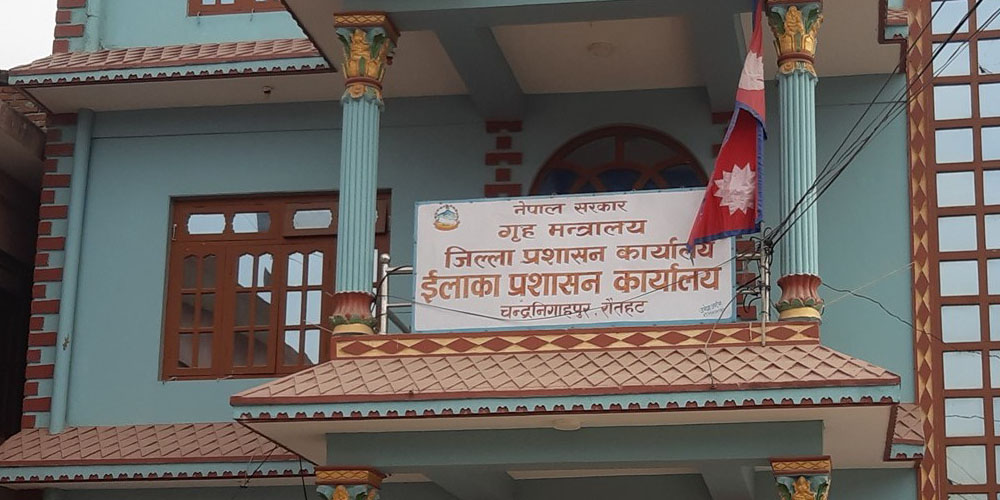 नेपाल सरकार
गृह मन्त्रालय
जिल्ला प्रशासन कार्यालय
ईलाका प्रशासन कार्यालय
चन्द्रनिगाहपुर, रौतहट